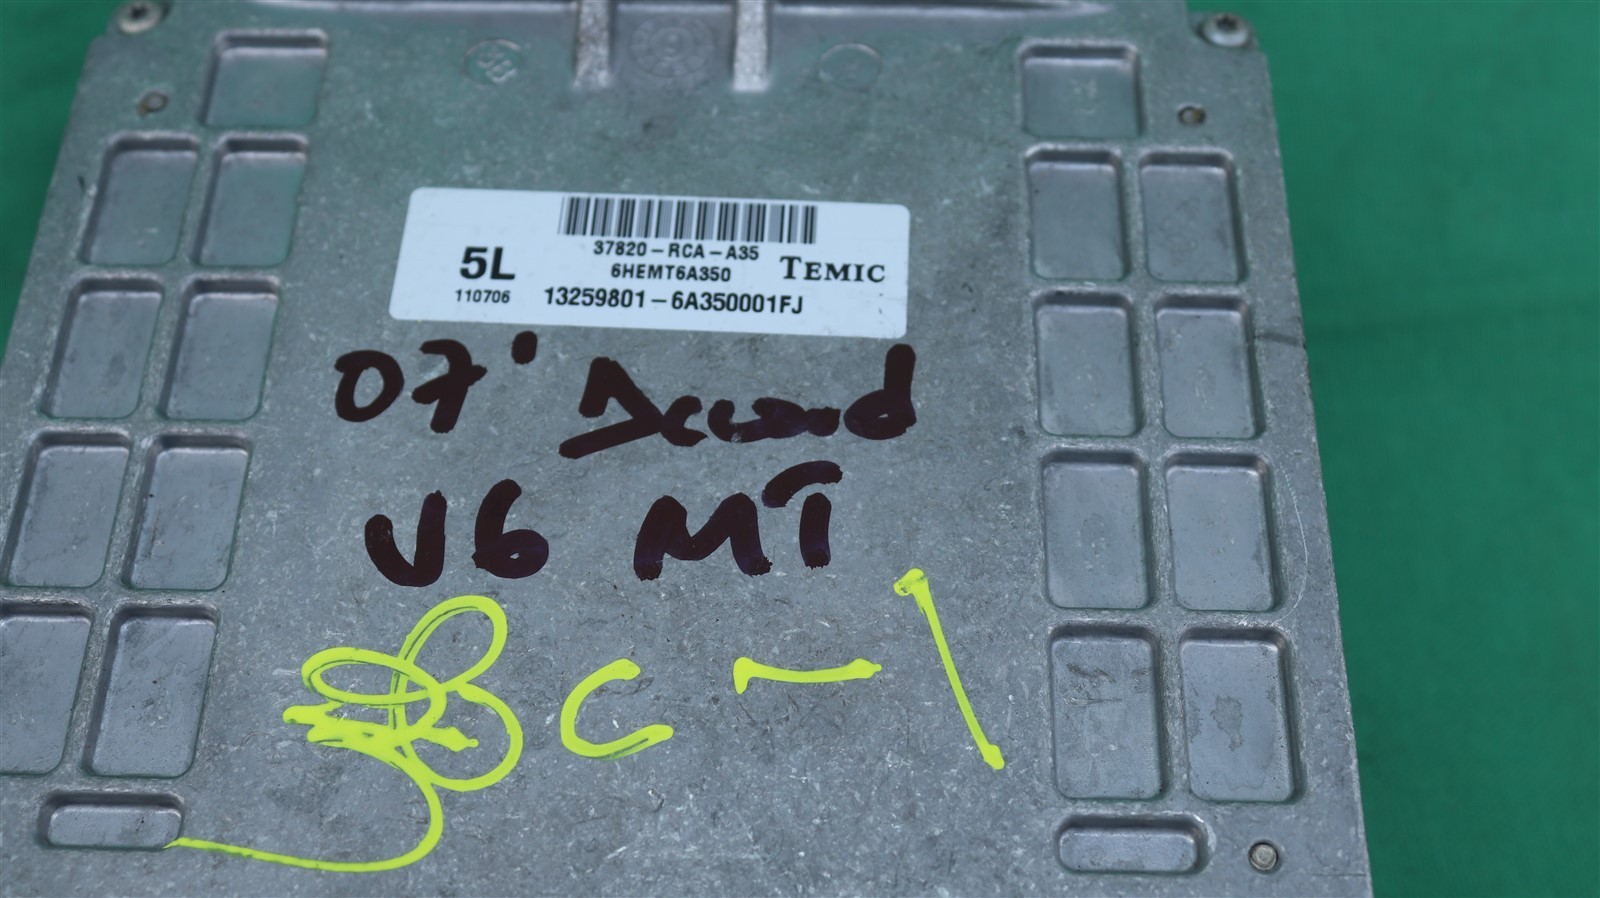 37820-RCA-A35
5L 6HEMT6A350 TEMIC
110706 13259801-6A350001FJ
07' Accord
V6 MT
C-1